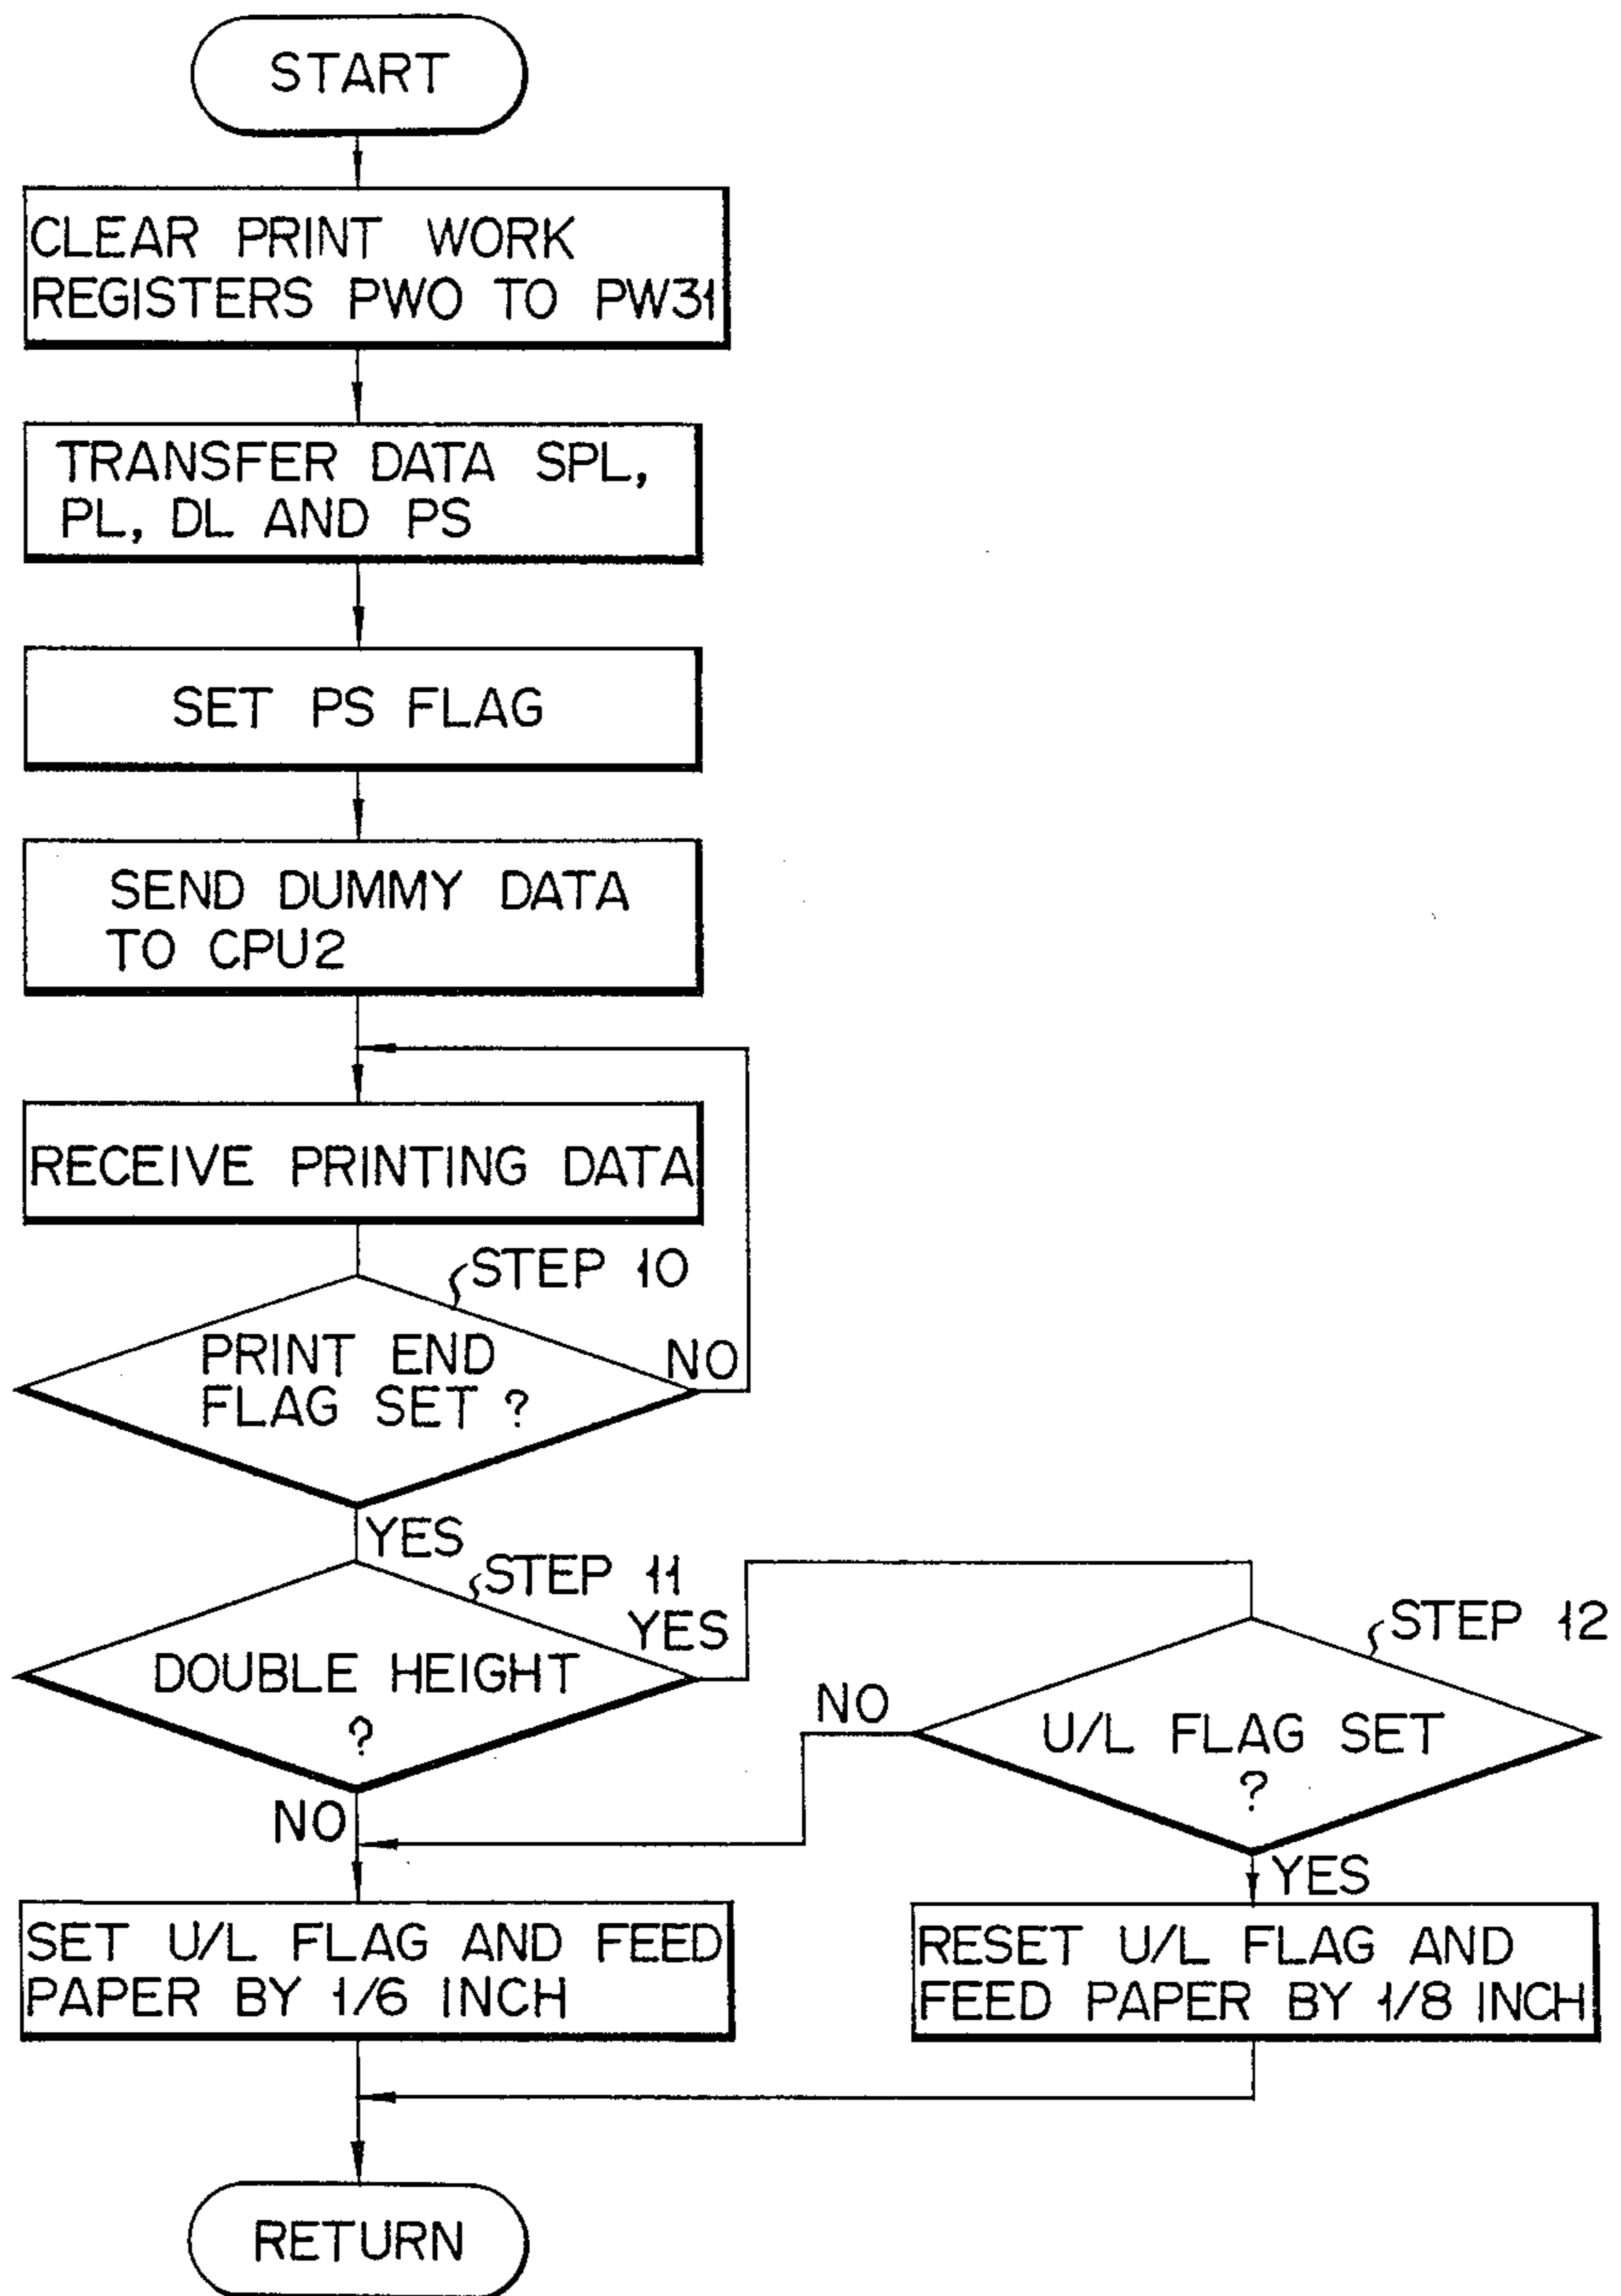 START
CLEAR PRINT WORK
REGISTERS PW0 TO PW31
TRANSFER DATA SPL,
PL, DL AND PS
SET PS FLAG
SEND DUMMY DATA
TO CPU2
RECEIVE PRINTING DATA
STEP 10
PRINT END
FLAG SET ?
NO
YES
STEP 11
YES
DOUBLE HEIGHT
?
NO
STEP 12
NO
U/L FLAG SET
?
YES
SET U/L FLAG AND FEED
PAPER BY 1/6 INCH
RESET U/L FLAG AND
FEED PAPER BY 1/8 INCH
RETURN